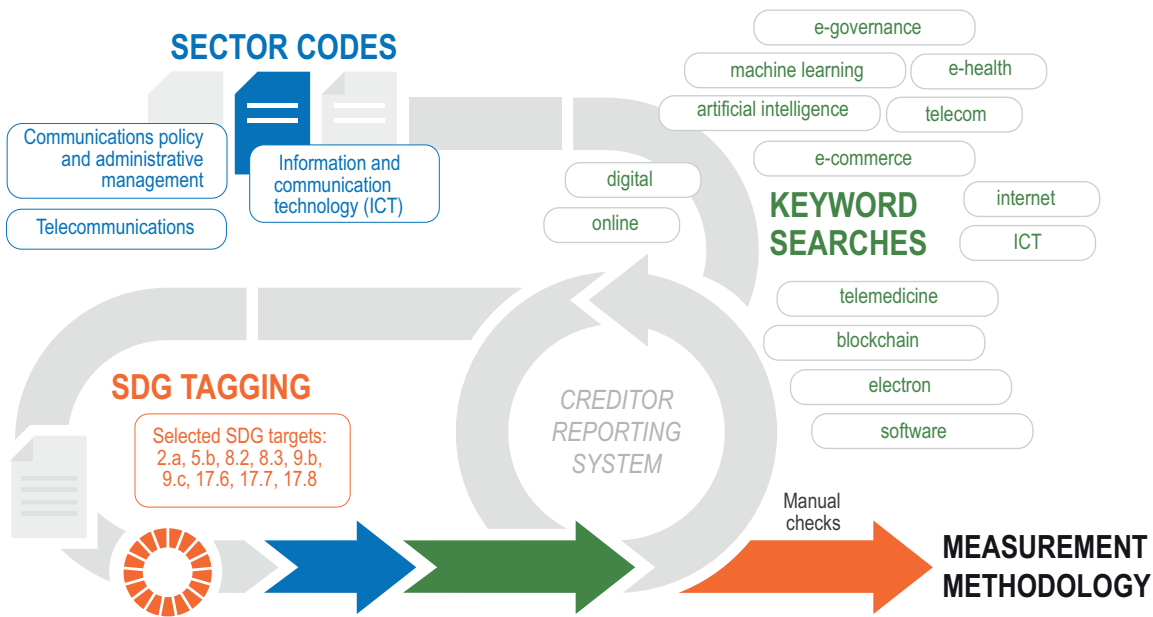 SECTOR CODES
Communications policy
and administrative
management
Telecommunications
Information and
communication
technology (ICT)
e-governance
machine learning
e-health
artificial intelligence
telecom
e-commerce
digital
online
KEYWORD
SEARCHES
internet
ICT
telemedicine
blockchain
electron
software
SDG TAGGING
Selected SDG targets:
2.a, 5.b, 8.2, 8.3, 9.b,
9.c, 17.6, 17.7, 17.8
CREDITOR
REPORTING
SYSTEM
Manual
checks
MEASUREMENT
METHODOLOGY